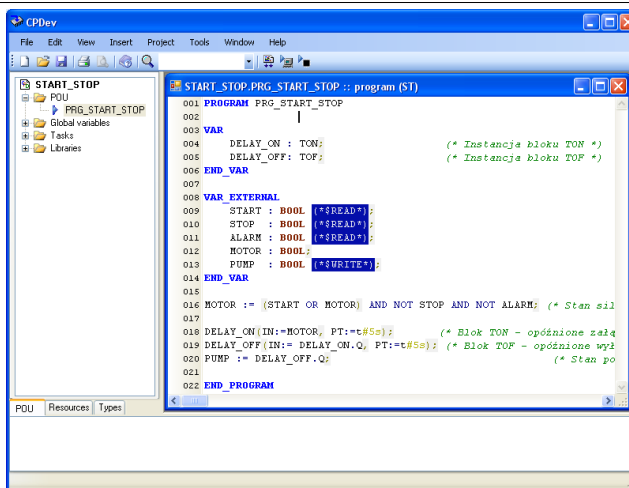 CPDev
File Edit View Insert Project Tools Window Help
START_STOP
POU
PRG_START_STOP
Global variables
Tasks
Libraries
POU Resources Types
START_STOP.PRG_START_STOP :: program (ST)
001 PROGRAM PRG_START_STOP
002
003 VAR
004 DELAY_ON : TON; (* Instancja bloku TON *)
005 DELAY_OFF: TOF; (* Instancja bloku TOF *)
006 END_VAR
007
008 VAR_EXTERNAL
009 START : BOOL (*$READ*);
010 STOP : BOOL (*$READ*);
011 ALARM : BOOL (*$READ*);
012 MOTOR : BOOL;
013 PUMP : BOOL (*$WRITE*);
014 END_VAR
015
016 MOTOR := (START OR MOTOR) AND NOT STOP AND NOT ALARM; (* Stan sil
017
018 DELAY_ON(IN:=MOTOR, PT:=t#5s); (* Blok TON - opóźnione załą
019 DELAY_OFF(IN:= DELAY_ON.Q, PT:=t#5s); (* Blok TOF - opóźnione wył
020 PUMP := DELAY_OFF.Q; (* Stan po
021
022 END_PROGRAM